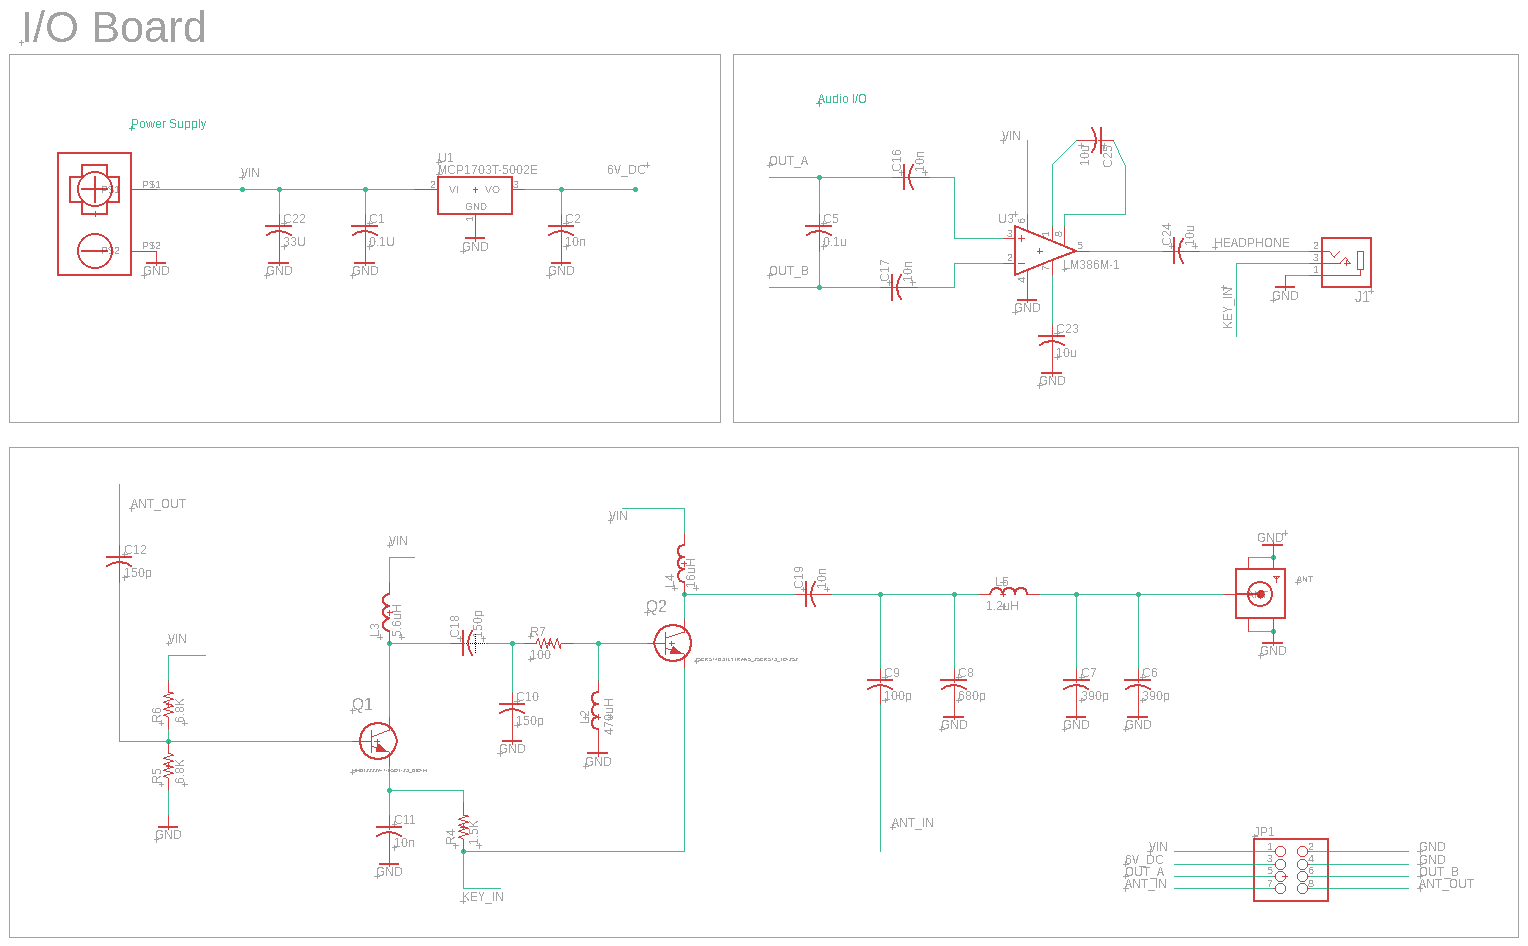 I/O Board
Power Supply
PS1
PS1
PS2
PS2
GND
VIN
C22
33U
GND
C1
0.1U
GND
U1
MCP1703T-5002E
2
VI
VO
3
GND
1
GND
6V_DC
C2
10n
GND
Audio I/O
OUT_A
OUT_B
C5
0.1u
C16
10n
C17
10n
VIN
U3
6
3
2
1
8
5
7
4
LM386M-1
GND
10u
C25
C23
10u
GND
C24
10u
HEADPHONE
KEY_IN
2
3
1
GND
J1
ANT_OUT
C12
150p
VIN
R6
6.8K
R5
6.8K
GND
VIN
L3
5.6uH
Q1
C11
10n
GND
R4
1.5K
KEY_IN
C18
150p
R7
100
C10
150p
GND
L2
GND
VIN
L4
16uH
Q2
C19
10n
C9
100p
ANT_IN
C8
680p
GND
L5
1.2uH
C7
390p
GND
C6
390p
GND
GND
ANT
GND
JP1
VIN 1 2 GND
6V_DC 3 4 GND
OUT_A 5 6 OUT_B
ANT_IN 7 8 ANT_OUT